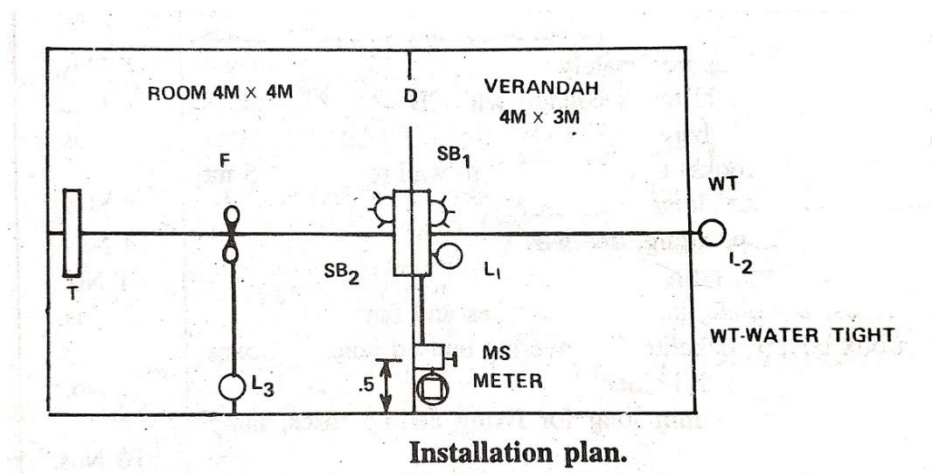 ROOM 4M X 4M
D
VERANDAH
4M X 3M
F
SB1
WT
SB2
L1
L2
T
WT-WATER TIGHT
MS
METER
.5
L3
Installation plan.